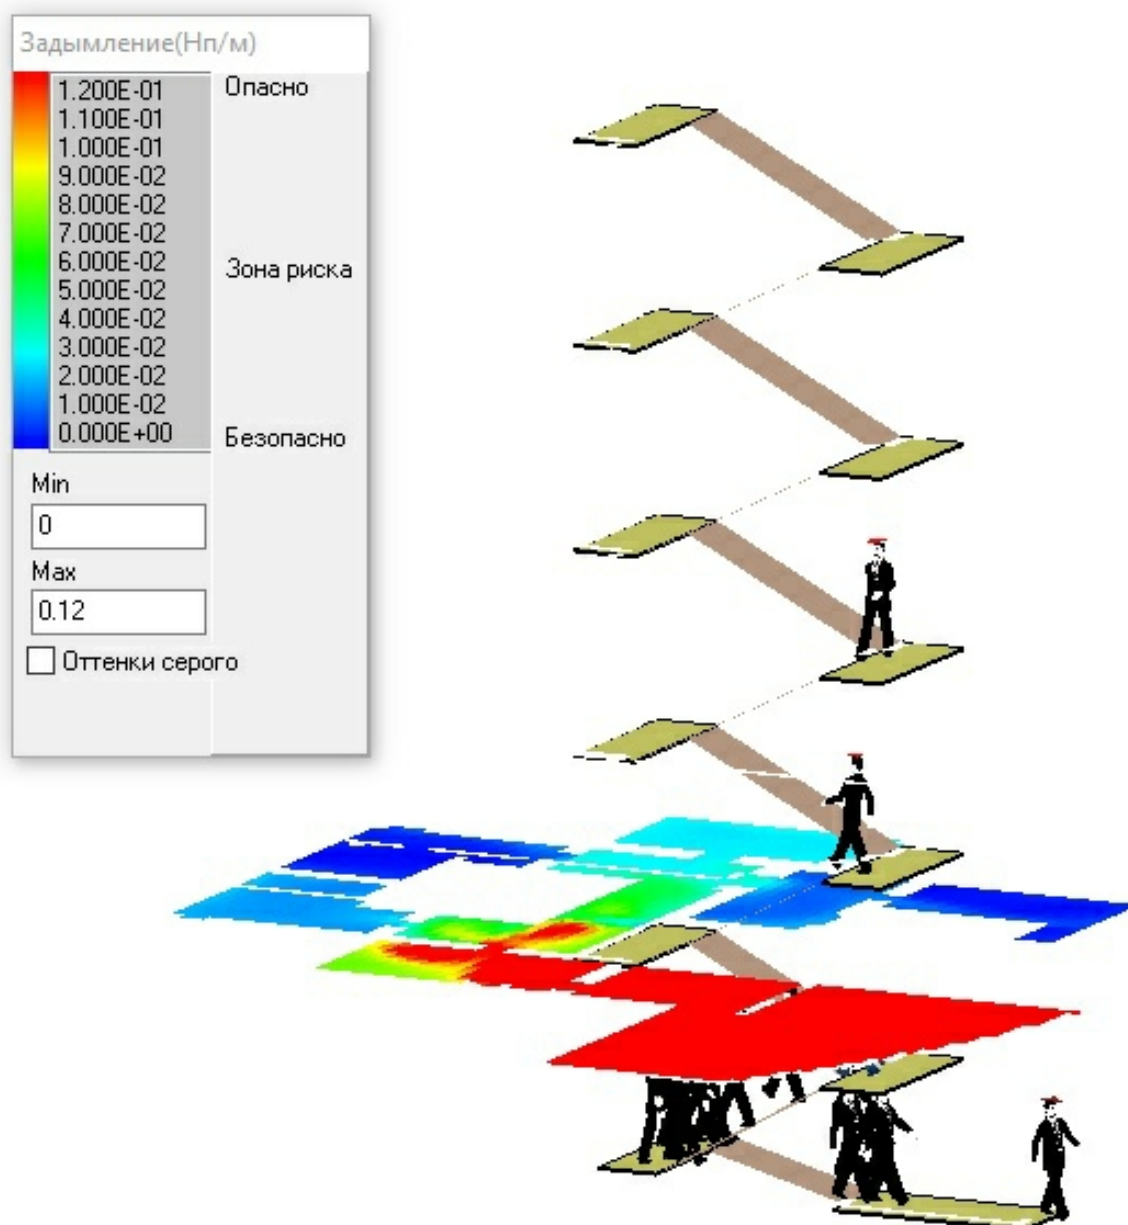 Задымление(Нп/м)
1.200E-01
Опасно
1.100E-01
1.000E-01
9.000E-02
8.000E-02
7.000E-02
6.000E-02
Зона риска
5.000E-02
4.000E-02
3.000E-02
2.000E-02
1.000E-02
0.000E+00
Безопасно
Min
0
Max
0.12
Оттенки серого